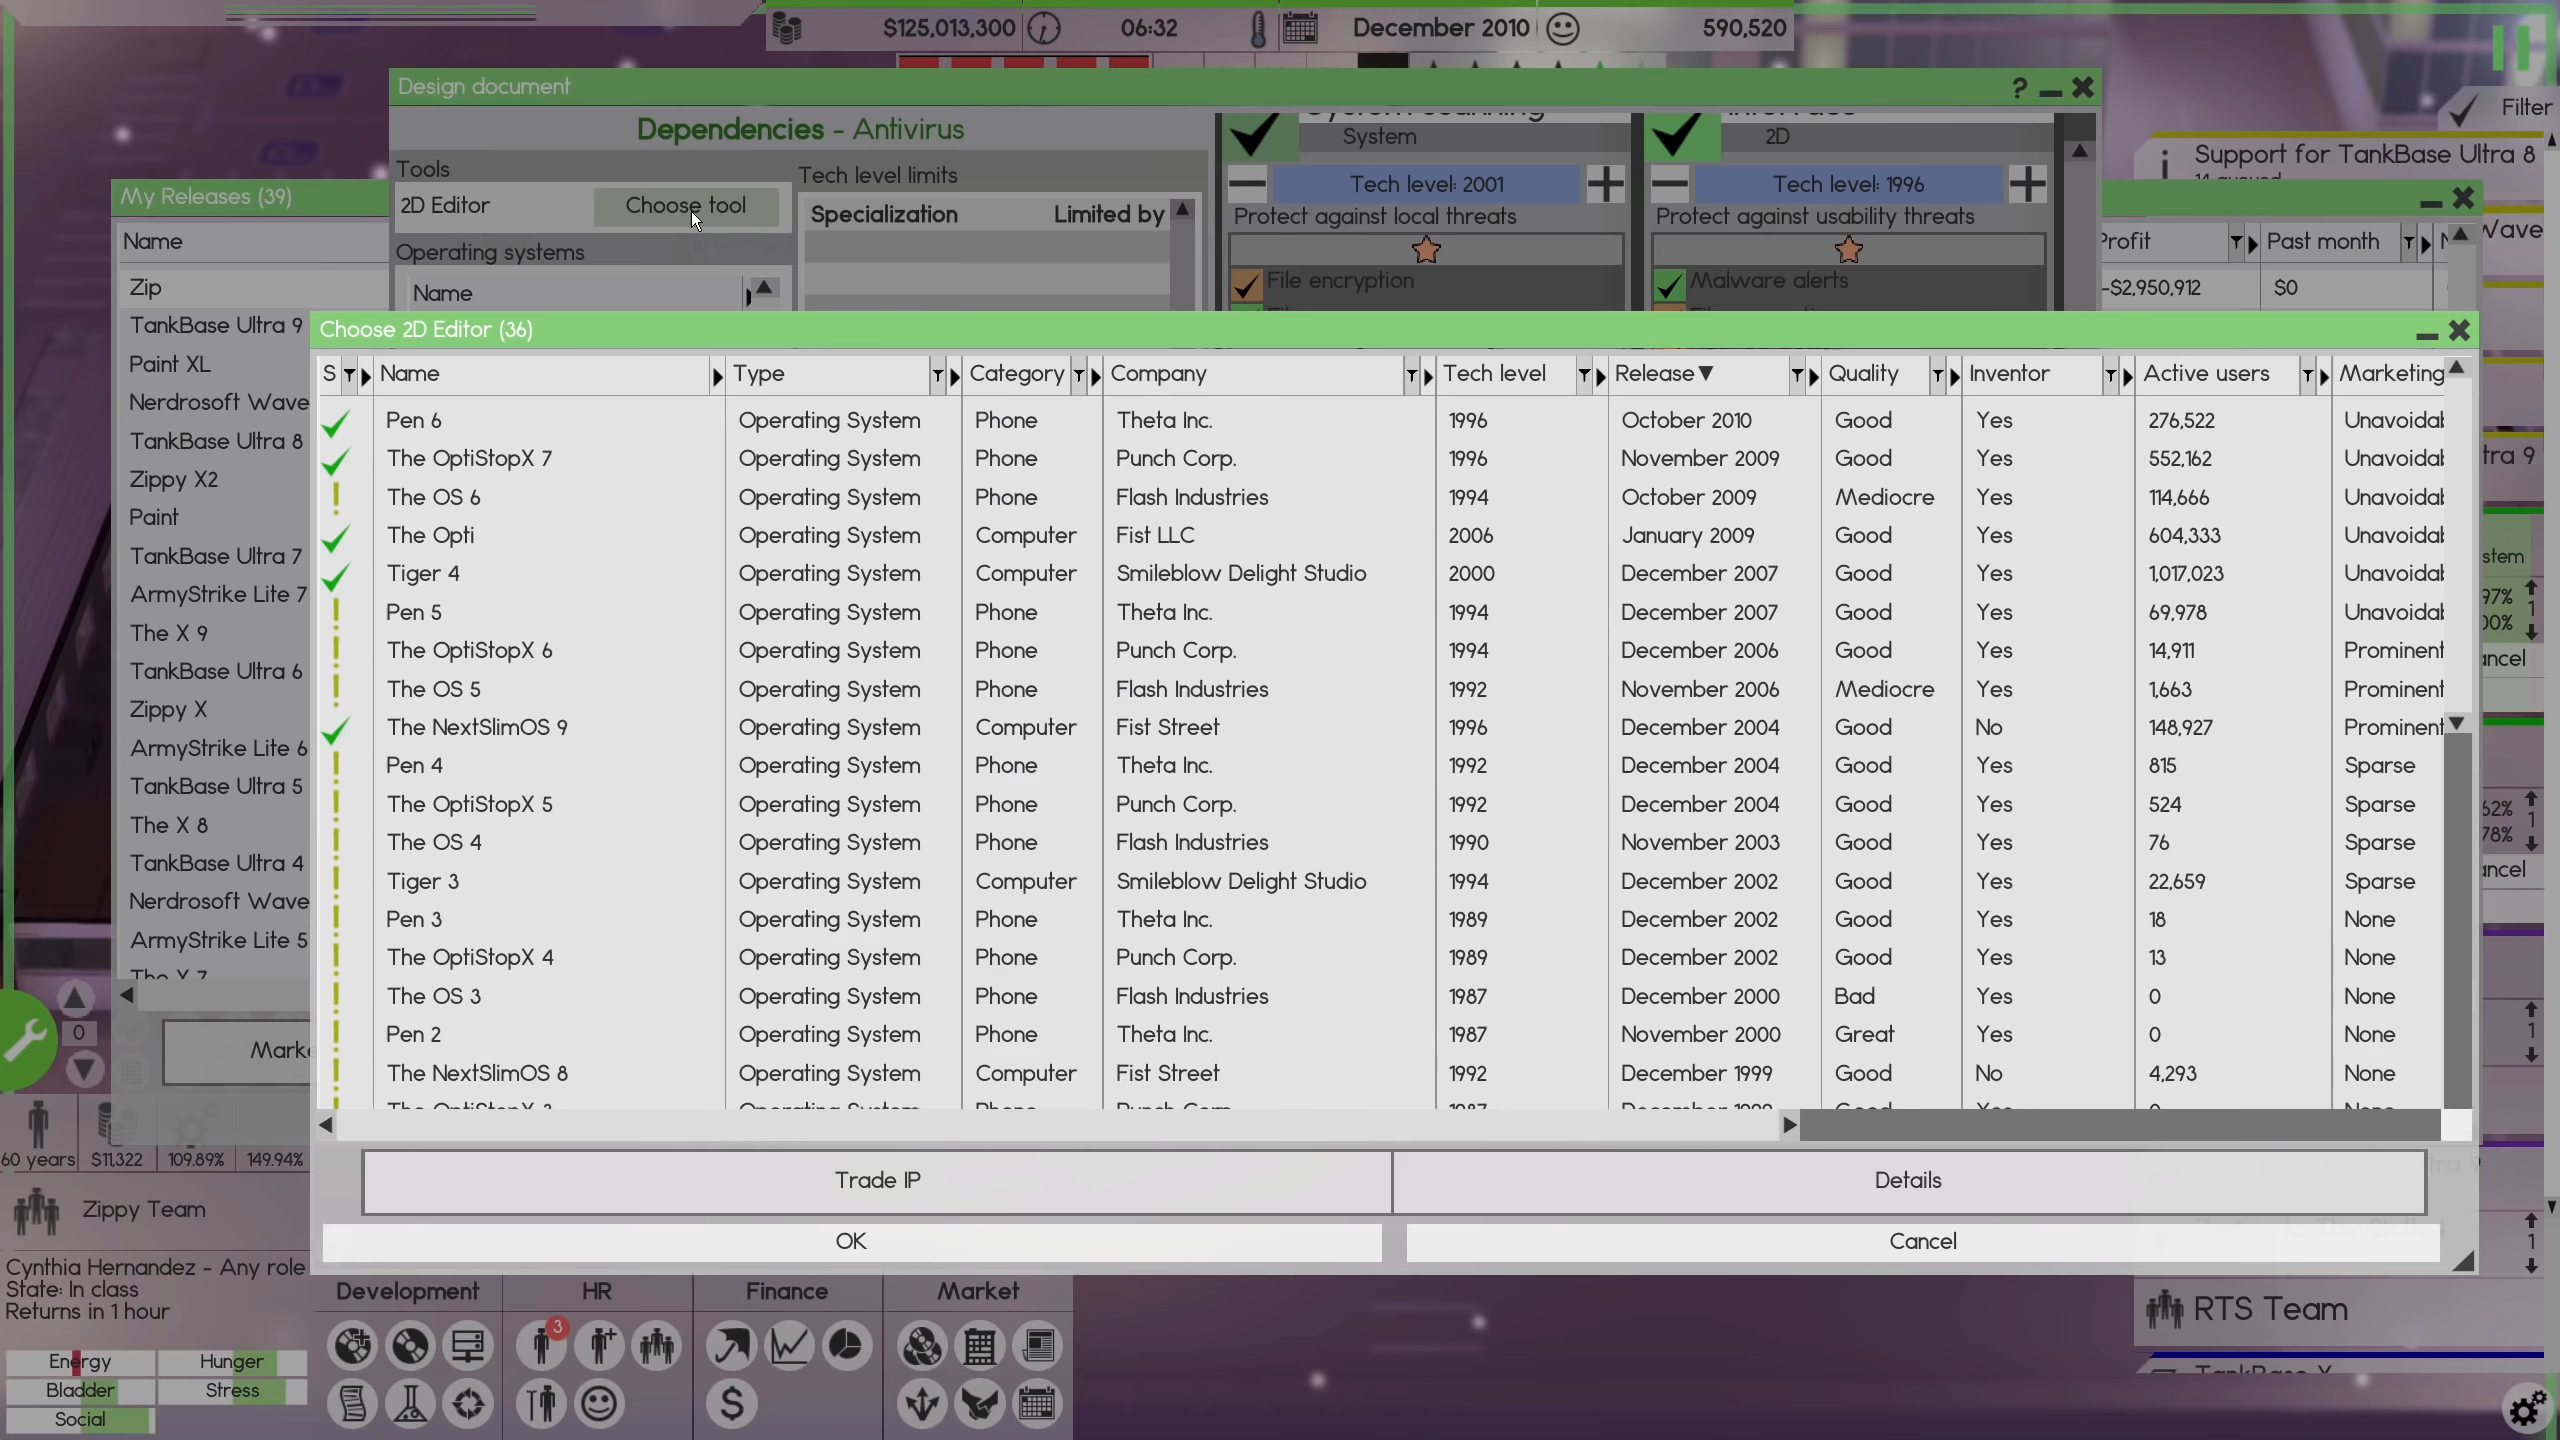 $125,013,300
06:32
December 2010
590,520
Filter
Design document
?
Dependencies - Antivirus
Tools
2D Editor
Choose tool
Operating systems
Name
Tech level limits
Specialization Limited by
System
Tech level: 2001
Protect against local threats
File encryption
2D
Tech level: 1996
Protect against usability threats
Malware alerts
Support for TankBase Ultra 8
My Releases (39)
Name
Zip
TankBase Ultra 9
Paint XL
Nerdrosoft Wave
TankBase Ultra 8
Zippy X2
Paint
TankBase Ultra 7
ArmyStrike Lite 7
The X 9
TankBase Ultra 6
Zippy X
ArmyStrike Lite 6
TankBase Ultra 5
The X 8
TankBase Ultra 4
Nerdrosoft Wave
ArmyStrike Lite 5
The X 7
Profit Past month
-$2,950,912 $0
Choose 2D Editor (36)
S Name Type Category Company Tech level Release▼ Quality Inventor Active users Marketing
Pen 6 Operating System Phone Theta Inc. 1996 October 2010 Good Yes 276,522 Unavoidab
The OptiStopX 7 Operating System Phone Punch Corp. 1996 November 2009 Good Yes 552,162 Unavoidab
The OS 6 Operating System Phone Flash Industries 1994 October 2009 Mediocre Yes 114,666 Unavoidab
The Opti Operating System Computer Fist LLC 2006 January 2009 Good Yes 604,333 Unavoidab
Tiger 4 Operating System Computer Smileblow Delight Studio 2000 December 2007 Good Yes 1,017,023 Unavoidab
Pen 5 Operating System Phone Theta Inc. 1994 December 2007 Good Yes 69,978 Unavoidab
The OptiStopX 6 Operating System Phone Punch Corp. 1994 December 2006 Good Yes 14,911 Prominent
The OS 5 Operating System Phone Flash Industries 1992 November 2006 Mediocre Yes 1,663 Prominent
The NextSlimOS 9 Operating System Computer Fist Street 1996 December 2004 Good No 148,927 Prominent
Pen 4 Operating System Phone Theta Inc. 1992 December 2004 Good Yes 815 Sparse
The OptiStopX 5 Operating System Phone Punch Corp. 1992 December 2004 Good Yes 524 Sparse
The OS 4 Operating System Phone Flash Industries 1990 November 2003 Good Yes 76 Sparse
Tiger 3 Operating System Computer Smileblow Delight Studio 1994 December 2002 Good Yes 22,659 Sparse
Pen 3 Operating System Phone Theta Inc. 1989 December 2002 Good Yes 18 None
The OptiStopX 4 Operating System Phone Punch Corp. 1989 December 2002 Good Yes 13 None
The OS 3 Operating System Phone Flash Industries 1987 December 2000 Bad Yes 0 None
Pen 2 Operating System Phone Theta Inc. 1987 November 2000 Great Yes 0 None
The NextSlimOS 8 Operating System Computer Fist Street 1992 December 1999 Good No 4,293 None
Trade IP
Details
OK
Cancel
0
60 years $11,322 109.89% 149.94%
Zippy Team
Cynthia Hernandez - Any role
State: In class
Returns in 1 hour
Energy Hunger
Bladder Stress
Social
Development HR Finance Market
3
RTS Team